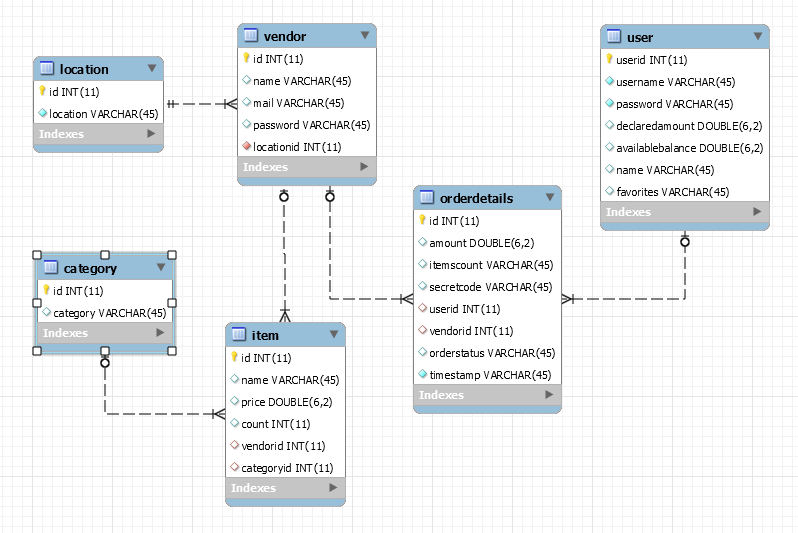 location
id INT(11)
location VARCHAR(45)
Indexes
vendor
id INT(11)
name VARCHAR(45)
mail VARCHAR(45)
password VARCHAR(45)
locationid INT(11)
Indexes
user
userid INT(11)
username VARCHAR(45)
password VARCHAR(45)
declaredamount DOUBLE(6,2)
availablebalance DOUBLE(6,2)
name VARCHAR(45)
favorites VARCHAR(45)
Indexes
orderdetails
id INT(11)
amount DOUBLE(6,2)
itemscount VARCHAR(45)
secretcode VARCHAR(45)
userid INT(11)
vendorid INT(11)
orderstatus VARCHAR(45)
timestamp VARCHAR(45)
Indexes
category
id INT(11)
category VARCHAR(45)
Indexes
item
id INT(11)
name VARCHAR(45)
price DOUBLE(6,2)
count INT(11)
vendorid INT(11)
categoryid INT(11)
Indexes